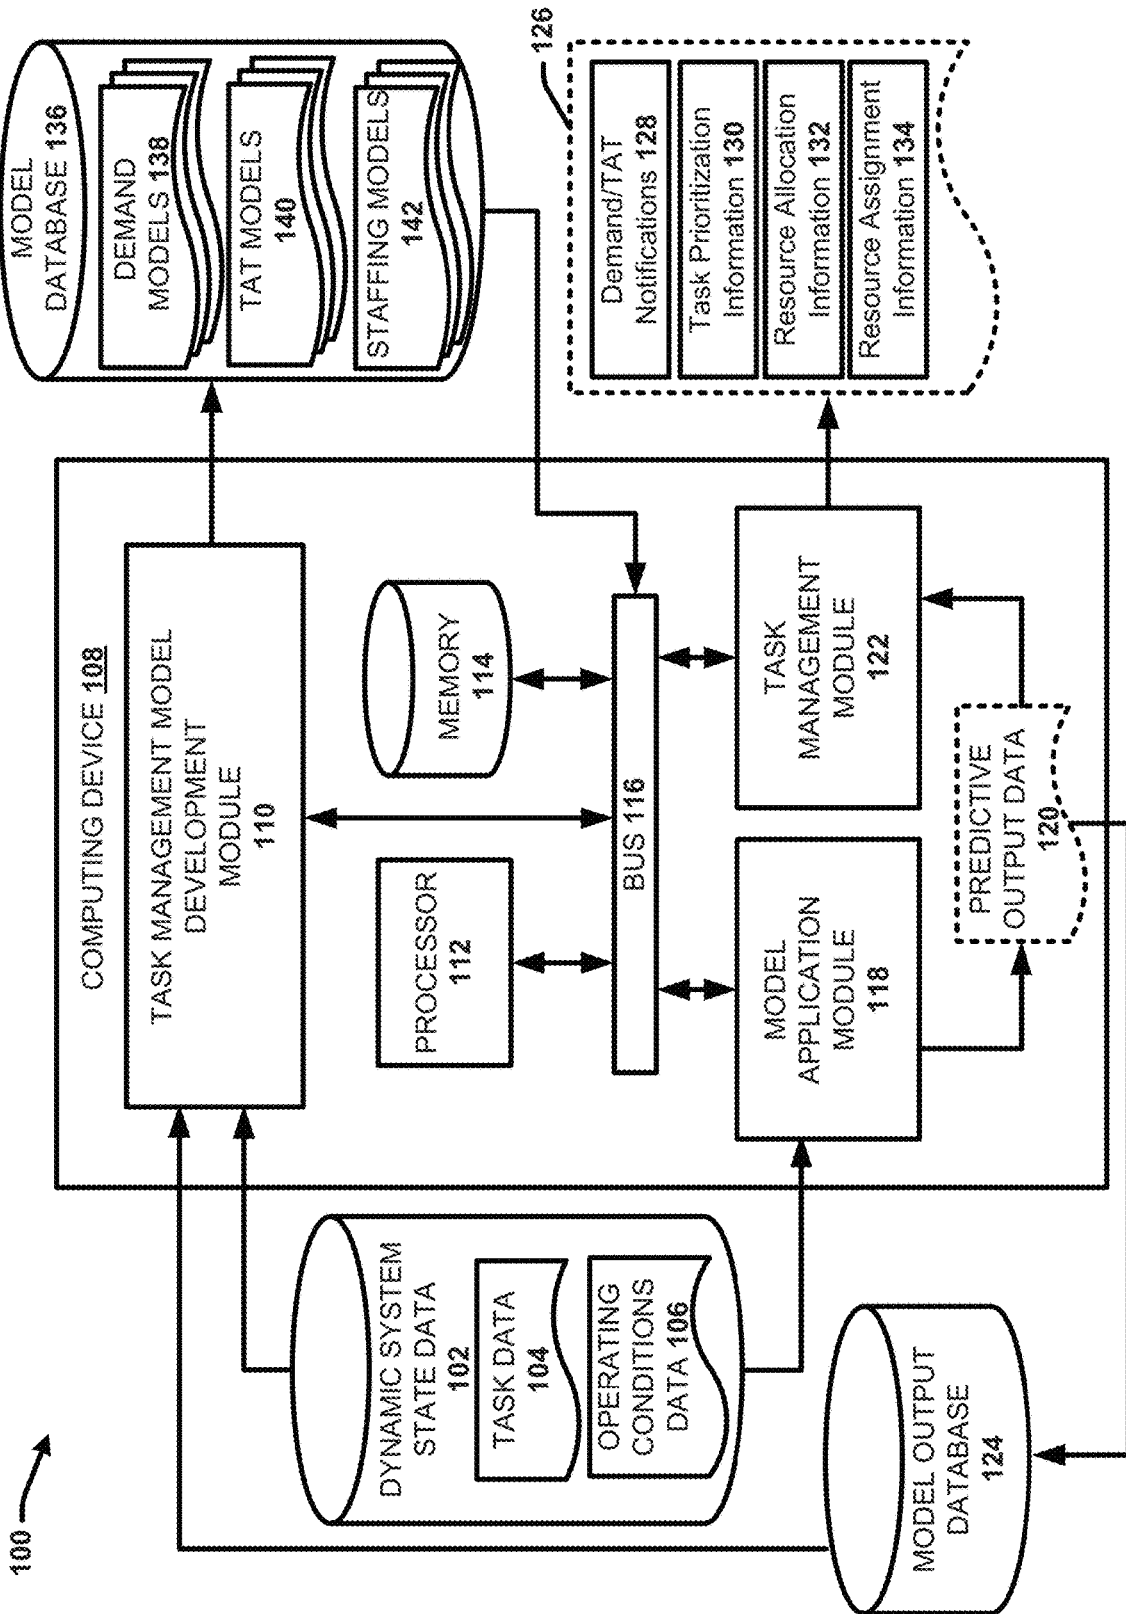 100
COMPUTING DEVICE 108
TASK MANAGEMENT MODEL
DEVELOPMENT
MODULE
110
MODEL
DATABASE 136
DEMAND
MODELS 138
TAT MODELS
140
STAFFING MODELS
142
DYNAMIC SYSTEM
STATE DATA
102
TASK DATA
104
OPERATING
CONDITIONS
DATA 106
PROCESSOR
112
MEMORY
114
BUS 116
MODEL
APPLICATION
MODULE
118
TASK
MANAGEMENT
MODULE
122
126
Demand/TAT
Notifications 128
Task Prioritization
Information 130
Resource Allocation
Information 132
Resource Assignment
Information 134
MODEL OUTPUT
DATABASE
124
PREDICTIVE
OUTPUT DATA
120